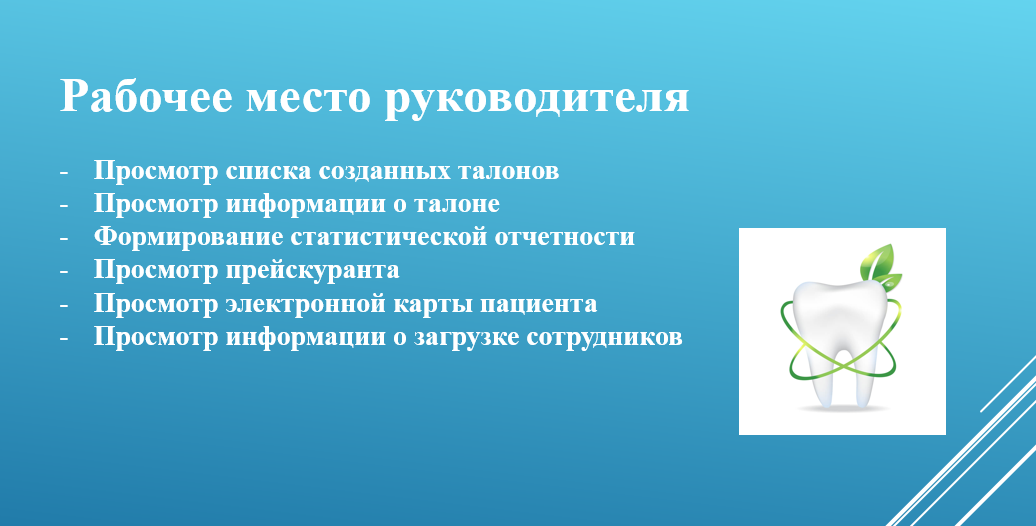 Рабочее место руководителя
- Просмотр списка созданных талонов
- Просмотр информации о талоне
- Формирование статистической отчетности
- Просмотр прейскуранта
- Просмотр электронной карты пациента
- Просмотр информации о загрузке сотрудников